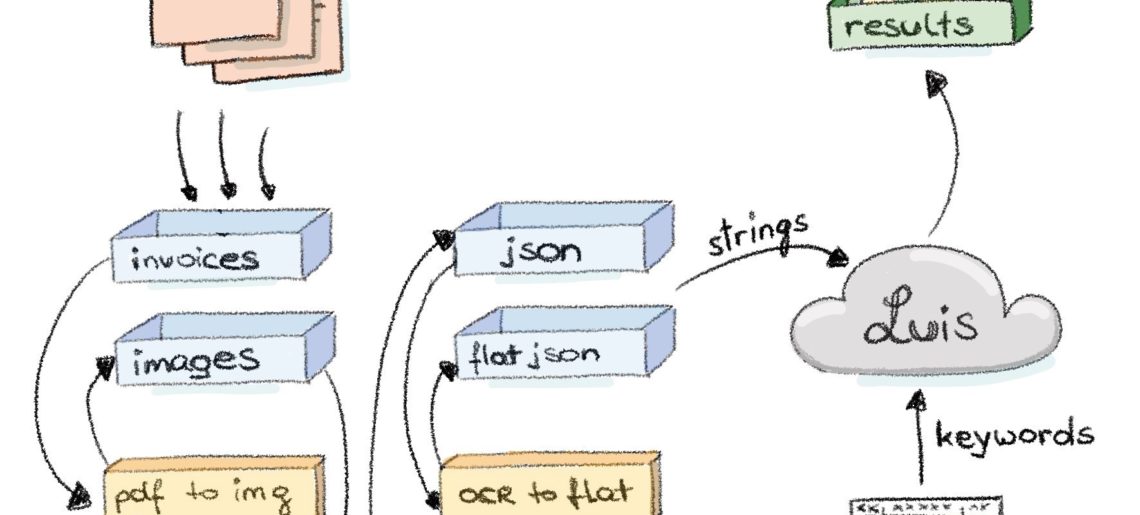 results
invoices
json
strings
images
flat json
Luis
keywords
pdf to img
OCR to flat